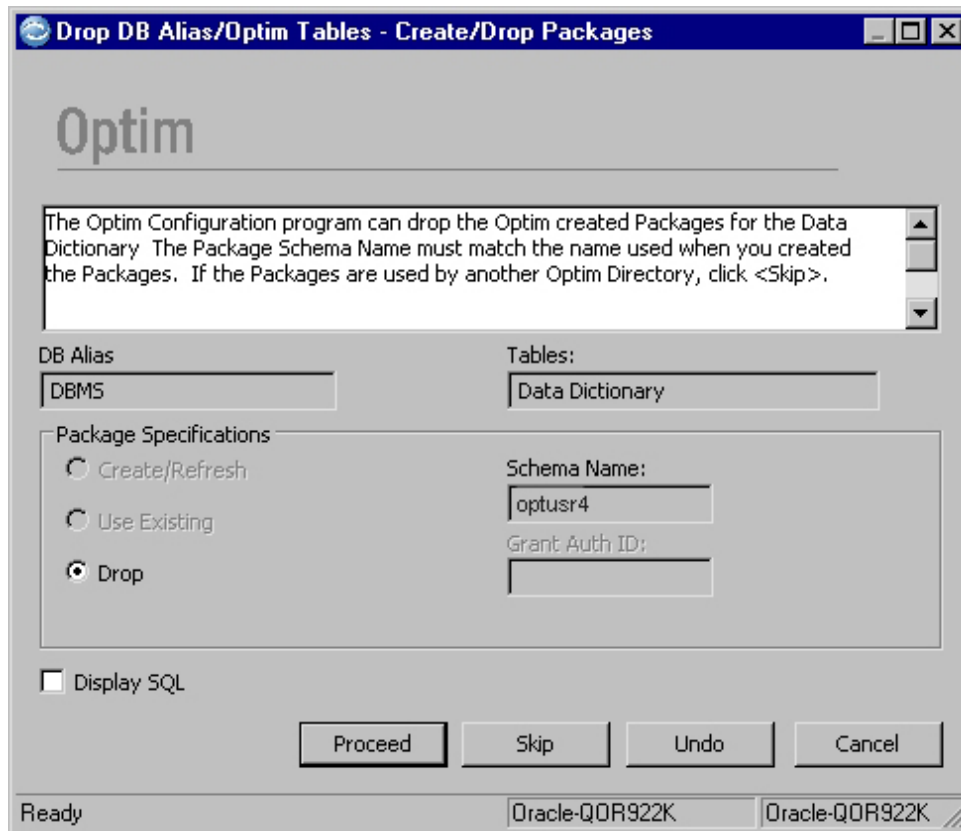 Drop DB Alias/Optim Tables - Create/Drop Packages
Optim
The Optim Configuration program can drop the Optim created Packages for the Data
Dictionary  The Package Schema Name must match the name used when you created
the Packages.  If the Packages are used by another Optim Directory, click <Skip>.
DB Alias
DBMS
Tables:
Data Dictionary
Package Specifications
Create/Refresh
Use Existing
Drop
Schema Name:
optusr4
Grant Auth ID:
Display SQL
Proceed
Skip
Undo
Cancel
Ready
Oracle-QOR922K
Oracle-QOR922K